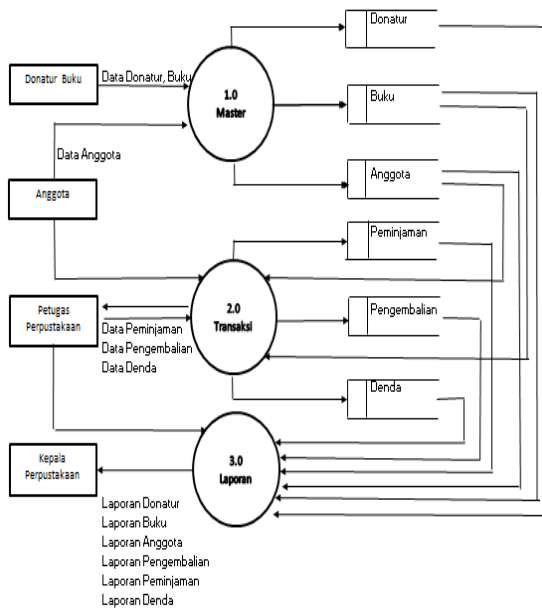 Donatur
Donatur Buku
Data Donatur, Buku
1.0
Master
Buku
Data Anggota
Anggota
Anggota
Peminjaman
Petugas
Perpustakaan
2.0
Transaksi
Pengembalian
Data Peminjaman
Data Pengembalian
Data Denda
Denda
Kepala
Perpustakaan
3.0
Laporan
Laporan Donatur
Laporan Buku
Laporan Anggota
Laporan Pengembalian
Laporan Peminjaman
Laporan Denda